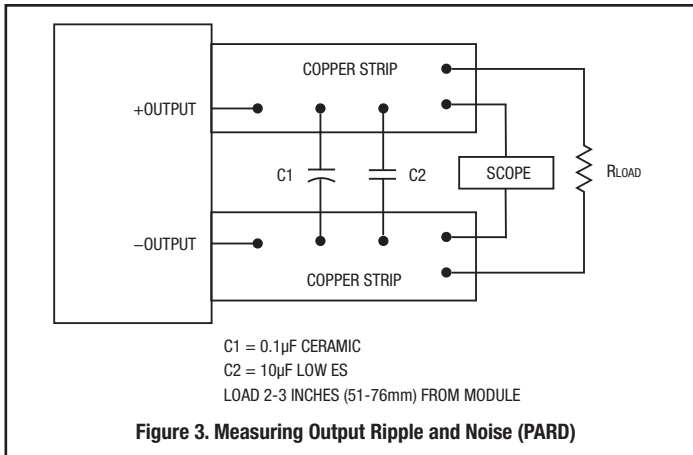 COPPER STRIP
+OUTPUT
C1
C2
SCOPE
RLOAD
−OUTPUT
COPPER STRIP
C1 = 0.1µF CERAMIC
C2 = 10µF LOW ES
LOAD 2-3 INCHES (51-76mm) FROM MODULE
Figure 3. Measuring Output Ripple and Noise (PARD)